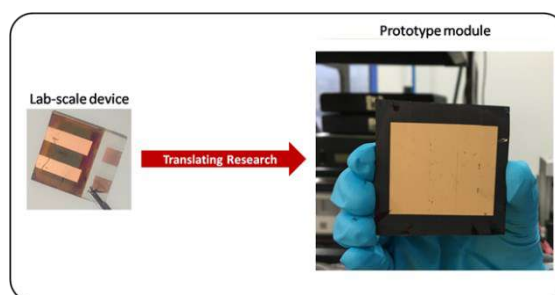 Prototype module
Lab-scale device
Translating Research